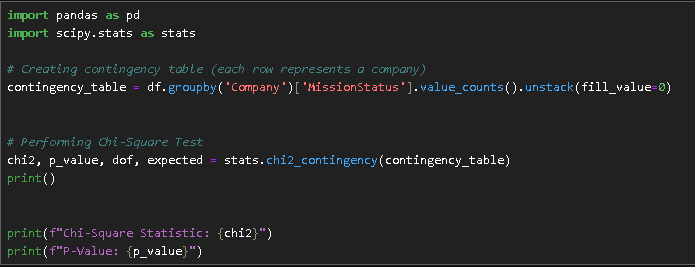 import pandas as pd
import scipy.stats as stats
# Creating contingency table (each row represents a company)
contingency_table = df.groupby('Company')['MissionStatus'].value_counts().unstack(fill_value=0)
# Performing Chi-Square Test
chi2, p_value, dof, expected = stats.chi2_contingency(contingency_table)
print()
print(f"Chi-Square Statistic: {chi2}")
print(f"P-Value: {p_value}")